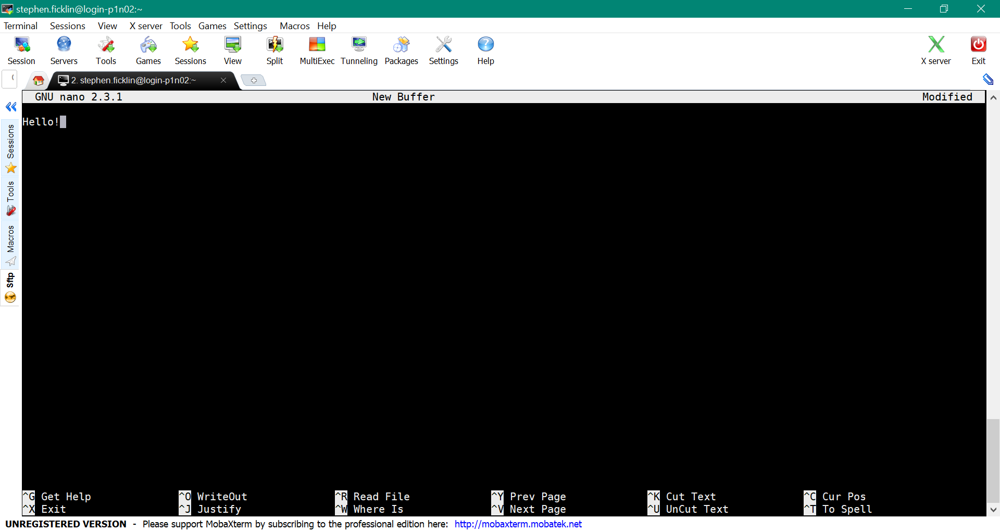 stephen.ficklin@login-p1n02:~
Terminal Sessions View X server Tools Games Settings Macros Help
Session Servers Tools Games Sessions View Split MultiExec Tunneling Packages Settings Help X server Exit
2. stephen.ficklin@login-p1n02:~
GNU nano 2.3.1 New Buffer Modified
Hello!
Sessions
Tools
Macros
Sftp
^G Get Help ^O WriteOut ^R Read File ^Y Prev Page ^K Cut Text ^C Cur Pos
^X Exit ^J Justify ^W Where Is ^V Next Page ^U UnCut Text ^T To Spell
UNREGISTERED VERSION - Please support MobaXterm by subscribing to the professional edition here: http://mobaxterm.mobatek.net